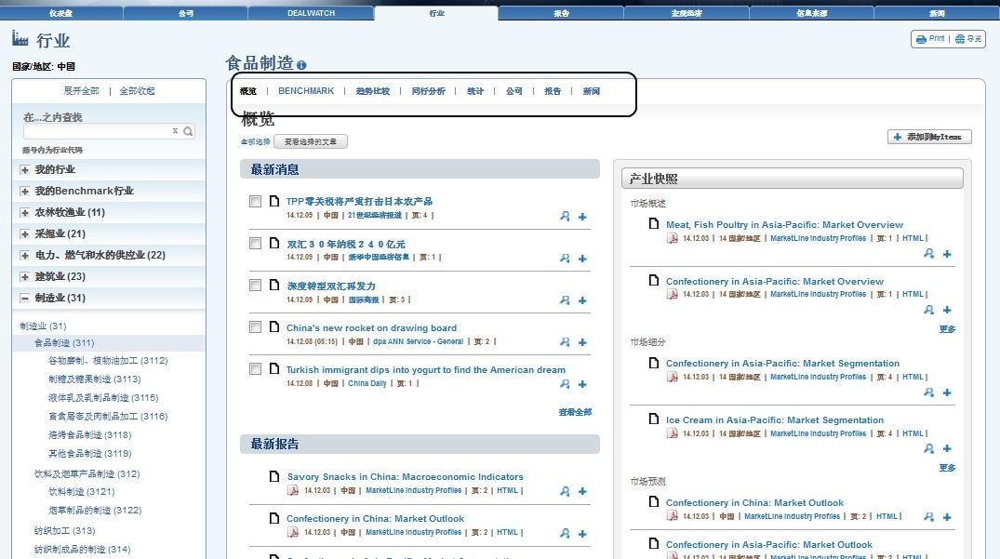 仪表盘 公司 DEALWATCH 行业 报告 宏观经济 信息来源 新闻
行业
Print | 导览
国家/地区: 中国
展开全部 | 全部收起
在...之内查找
x
括号内为行业代码
我的行业
我的Benchmark行业
农林牧渔业 (11)
采掘业 (21)
电力、燃气和水的供应业 (22)
建筑业 (23)
制造业 (31)
制造业 (31)
食品制造 (311)
谷物磨制、植物油加工 (3112)
制糖及糖果制造 (3113)
液体乳及乳制品制造 (3115)
畜禽屠宰及肉制品加工 (3116)
焙烤食品制造 (3118)
其他食品制造 (3119)
饮料及烟草产品制造 (312)
饮料制造 (3121)
烟草制品的制造 (3122)
纺织加工 (313)
纺织制成品的制造 (314)
食品制造
概览 | BENCHMARK | 趋势比较 | 同行分析 | 统计 | 公司 | 报告 | 新闻
概览
全部选择 查看选择的文章
添加到MyItems
最新消息
TPP零关税将严重打击日本农产品
14.12.09 | 中国 | 21世纪经济报道 | 页: 4 |
双汇３０年纳税２４０亿元
14.12.09 | 中国 | 新华中国经济信息 | 页: 1 |
深度转型双汇再发力
14.12.09 | 中国 | 国际商报 | 页: 3 |
China's new rocket on drawing board
14.12.08 (05:15) | 中国 | dpa ANN Service - General | 页: 2 |
Turkish immigrant dips into yogurt to find the American dream
14.12.08 | 中国 | China Daily | 页: 1 |
查看全部
最新报告
Savory Snacks in China: Macroeconomic Indicators
14.12.03 | 中国 | MarketLine Industry Profiles | 页: 2 | HTML |
Confectionery in China: Market Outlook
14.12.03 | 中国 | MarketLine Industry Profiles | 页: 2 | HTML |
产业快照
市场概述
Meat, Fish Poultry in Asia-Pacific: Market Overview
14.12.03 | 14 国家/地区 | MarketLine Industry Profiles | 页: 1 | HTML |
Confectionery in Asia-Pacific: Market Overview
14.12.03 | 14 国家/地区 | MarketLine Industry Profiles | 页: 1 | HTML |
更多
市场细分
Confectionery in Asia-Pacific: Market Segmentation
14.12.03 | 14 国家/地区 | MarketLine Industry Profiles | 页: 4 | HTML |
Ice Cream in Asia-Pacific: Market Segmentation
14.12.03 | 14 国家/地区 | MarketLine Industry Profiles | 页: 4 | HTML |
更多
市场预测
Confectionery in China: Market Outlook
14.12.03 | 中国 | MarketLine Industry Profiles | 页: 2 | HTML |
Confectionery in Asia-Pacific: Market Outlook
14.12.03 | 14 国家/地区 | MarketLine Industry Profiles | 页: 2 | HTML |